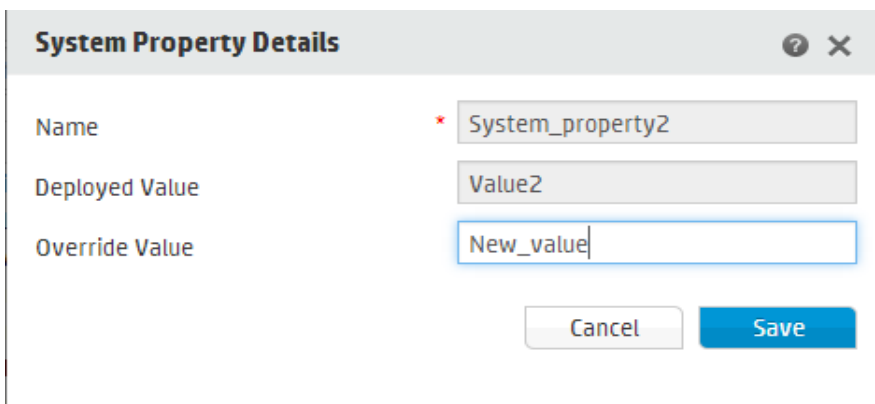 System Property Details
Name * System_property2
Deployed Value Value2
Override Value New_value
Cancel Save